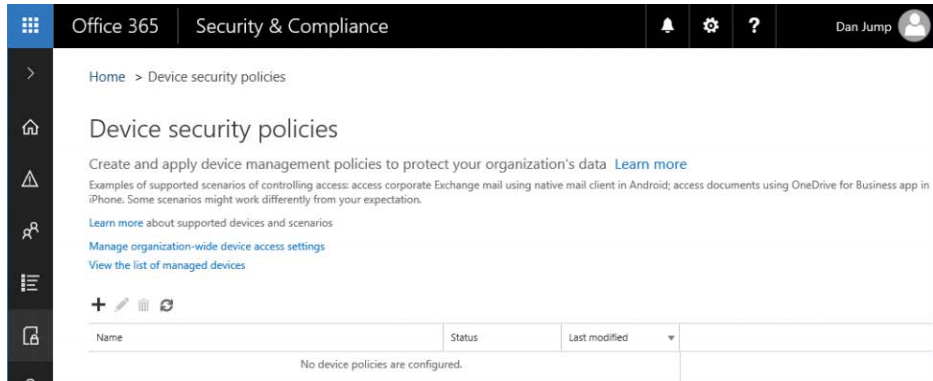 Office 365 Security & Compliance ? Dan Jump
Home > Device security policies
Device security policies
Create and apply device management policies to protect your organization's data Learn more
Examples of supported scenarios of controlling access: access corporate Exchange mail using native mail client in Android; access documents using OneDrive for Business app in
iPhone. Some scenarios might work differently from your expectation.
Learn more about supported devices and scenarios
Manage organization-wide device access settings
View the list of managed devices
Name Status Last modified
No device policies are configured.